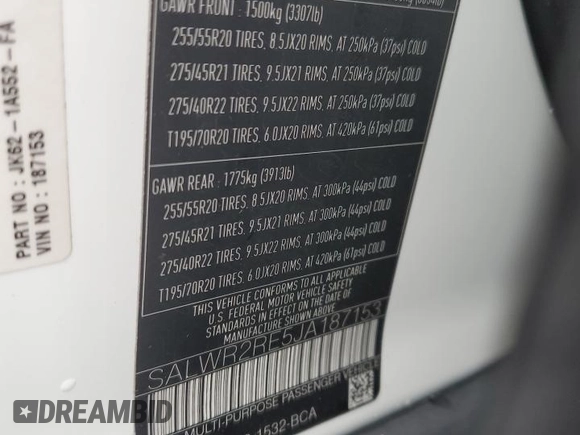 PART NO: JK62-1A552-FA
VIN NO: 187153
GAWR FRONT : 1500kg (3307lb)
255/55R20 TIRES, 8.5JX20 RIMS, AT 250kPa (37psi) COLD
275/45R21 TIRES, 9.5JX21 RIMS, AT 250kPa (37psi) COLD
275/40R22 TIRES, 9.5JX22 RIMS, AT 250kPa (37psi) COLD
T195/70R20 TIRES, 6.0JX20 RIMS, AT 420kPa (61psi) COLD
GAWR REAR : 1775kg (3913lb)
255/55R20 TIRES, 8.5JX20 RIMS, AT 300kPa (44psi) COLD
275/45R21 TIRES, 9.5JX21 RIMS, AT 300kPa (44psi) COLD
275/40R22 TIRES, 9.5JX22 RIMS, AT 300kPa (44psi) COLD
T195/70R20 TIRES, 6.0JX20 RIMS, AT 420kPa (61psi) COLD
THIS VEHICLE CONFORMS TO ALL APPLICABLE
U.S. FEDERAL MOTOR VEHICLE SAFETY
STANDARDS IN EFFECT ON THE DATE OF
MANUFACTURE SHOWN ABOVE.
SALWR2RE5JA187153
MULTI-PURPOSE PASSENGER VEHICLE
1532-BCA
DREAMBID